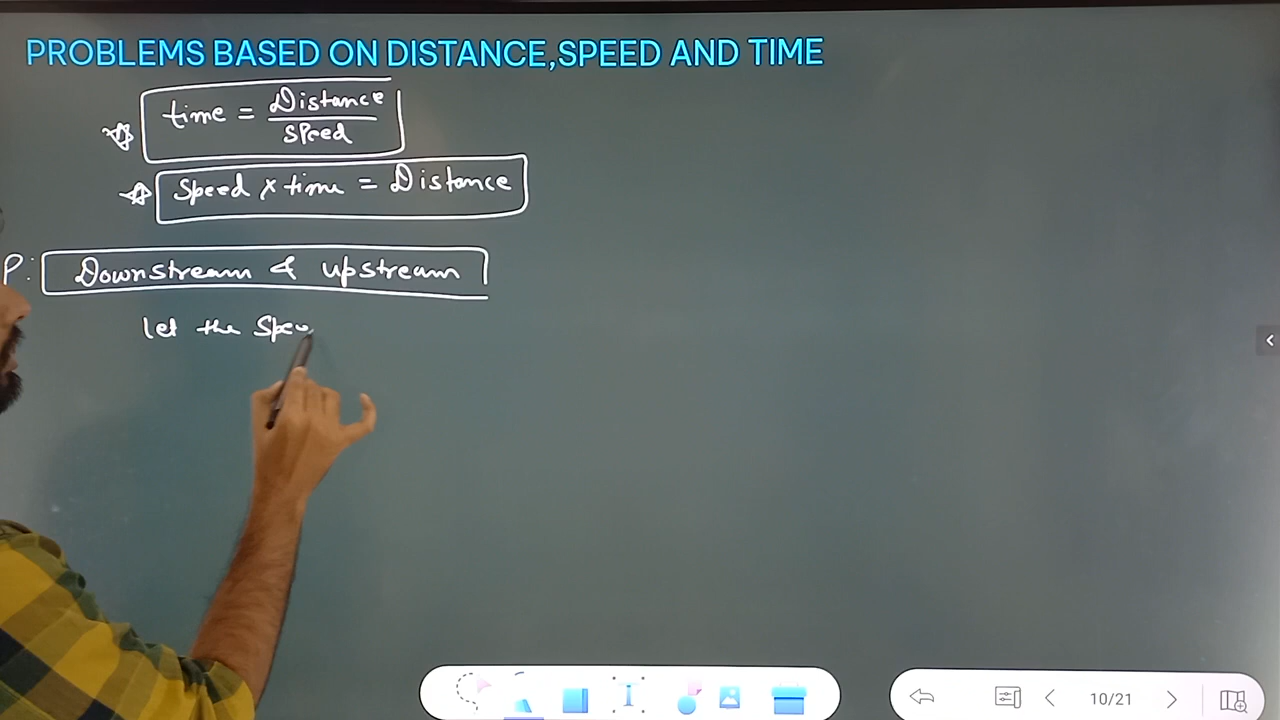 PROBLEMS BASED ON DISTANCE,SPEED AND TIME
time = Distance / Speed
Speed × time = Distance
P: Downstream & upstream
let the Spee
10/21